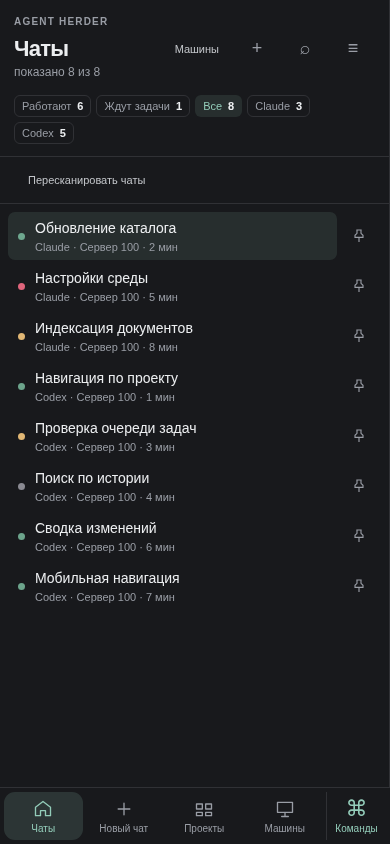 AGENT HERDER
Чаты
Машины + ⌕ ≡
показано 8 из 8
Работают 6 Ждут задачи 1 Все 8 Claude 3
Codex 5
Пересканировать чаты
Обновление каталога
Claude · Сервер 100 · 2 мин
Настройки среды
Claude · Сервер 100 · 5 мин
Индексация документов
Claude · Сервер 100 · 8 мин
Навигация по проекту
Codex · Сервер 100 · 1 мин
Проверка очереди задач
Codex · Сервер 100 · 3 мин
Поиск по истории
Codex · Сервер 100 · 4 мин
Сводка изменений
Codex · Сервер 100 · 6 мин
Мобильная навигация
Codex · Сервер 100 · 7 мин
Чаты Новый чат Проекты Машины Команды